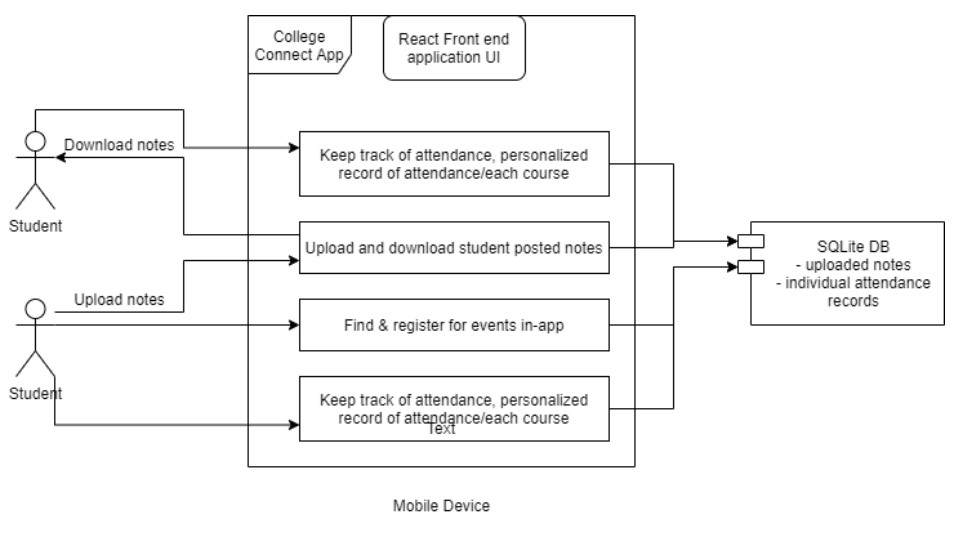 College
Connect App
React Front end
application UI
Download notes
Keep track of attendance, personalized
record of attendance/each course
Student
Upload and download student posted notes
SQLite DB
- uploaded notes
- individual attendance
records
Upload notes
Find & register for events in-app
Student
Keep track of attendance, personalized
record of attendance/each course
Text
Mobile Device